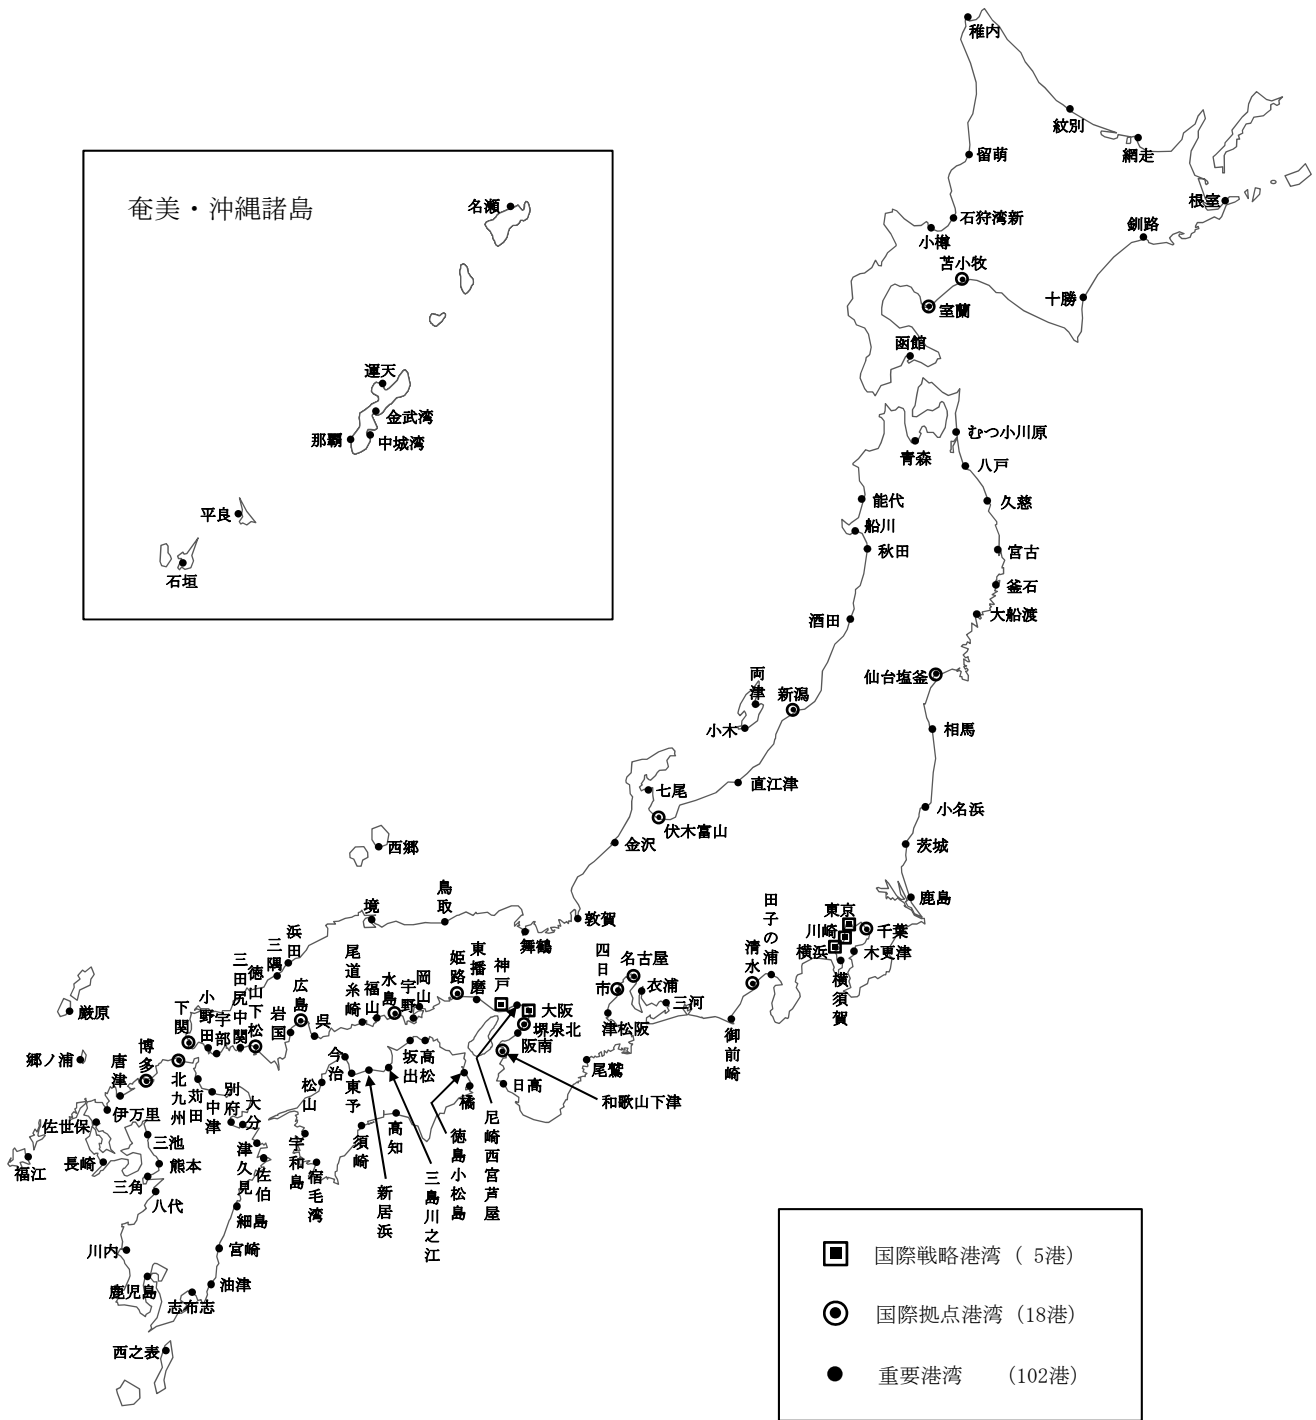 稚内
紋別
網走
留萌
根室
石狩湾新
釧路
小樽
苫小牧
十勝
室蘭
函館
奄美・沖縄諸島
名瀬
運天
金武湾
那覇
中城湾
平良
石垣
むつ小川原
青森
八戸
能代
久慈
船川
秋田
宮古
釜石
大船渡
酒田
仙台塩釜
両津
新潟
小木
相馬
直江津
七尾
小名浜
伏木富山
金沢
茨城
西郷
鹿島
鳥取
境
敦賀
舞鶴
浜田
三隅
田子の浦
東京
川崎
横浜
千葉
木更津
横須賀
清水
御前崎
名古屋
四日市
衣浦
三河
津松阪
尾鷲
神戸
東播磨
姫路
大阪
堺泉北
阪南
和歌山下津
日高
岡山
宇野
水島
福山
尾道糸崎
呉
広島
岩国
徳山下松
三田尻中関
宇部
小野田
下関
厳原
郷ノ浦
博多
唐津
北九州
苅田
中津
別府
大分
津久見
佐伯
伊万里
佐世保
長崎
福江
三池
熊本
三角
八代
細島
川内
宮崎
鹿児島
油津
志布志
西之表
今治
松山
東予
坂出
高松
橘
宇和島
宿毛湾
須崎
高知
新居浜
三島川之江
徳島小松島
尼崎西宮芦屋
国際戦略港湾( 5港)
国際拠点港湾(18港)
重要港湾 (102港)